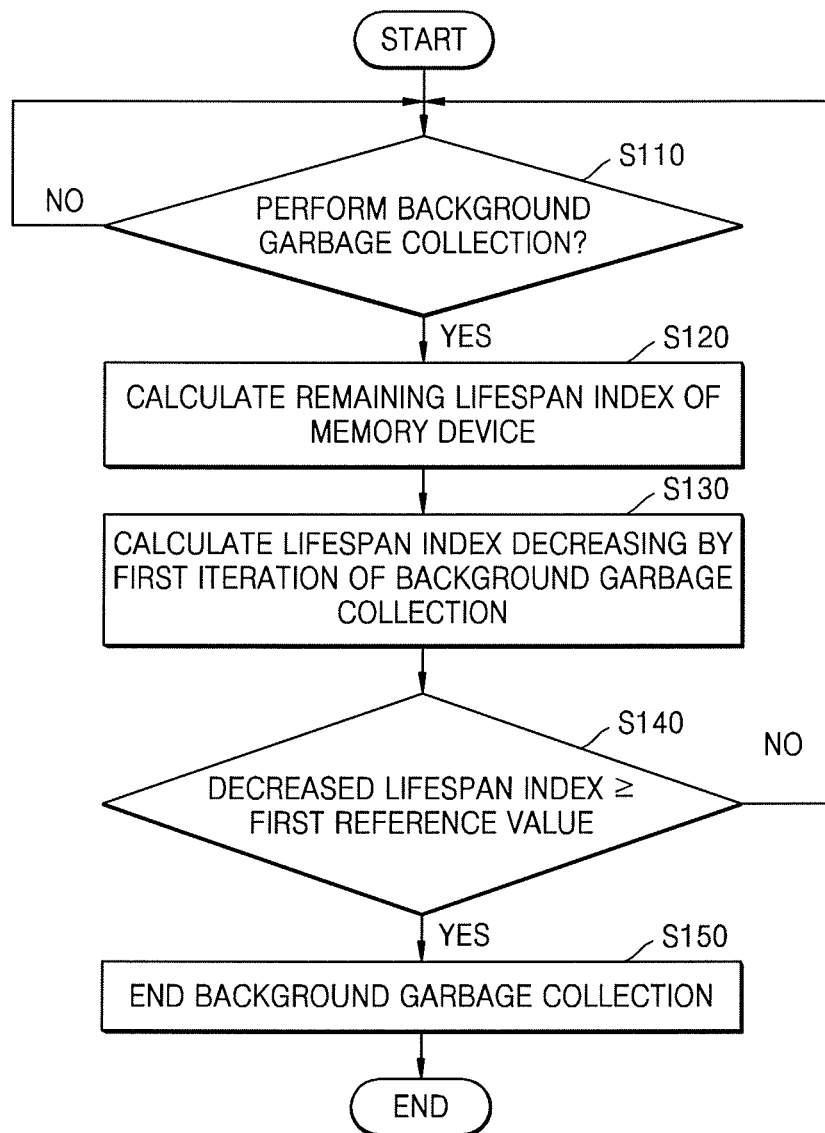 START
S110
NO
PERFORM BACKGROUND
GARBAGE COLLECTION?
YES
S120
CALCULATE REMAINING LIFESPAN INDEX OF
MEMORY DEVICE
S130
CALCULATE LIFESPAN INDEX DECREASING BY
FIRST ITERATION OF BACKGROUND GARBAGE
COLLECTION
S140
NO
DECREASED LIFESPAN INDEX ≥
FIRST REFERENCE VALUE
YES
S150
END BACKGROUND GARBAGE COLLECTION
END